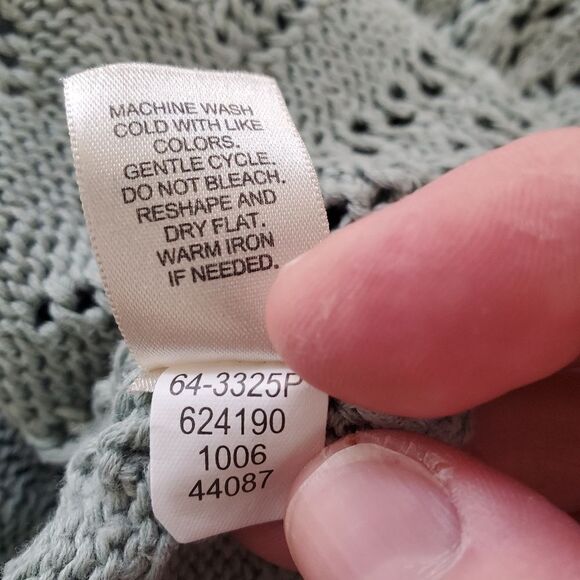 MACHINE WASH
COLD WITH LIKE
COLORS.
GENTLE CYCLE.
DO NOT BLEACH.
RESHAPE AND
DRY FLAT.
WARM IRON
IF NEEDED.
64-3325P
624190
1006
44087